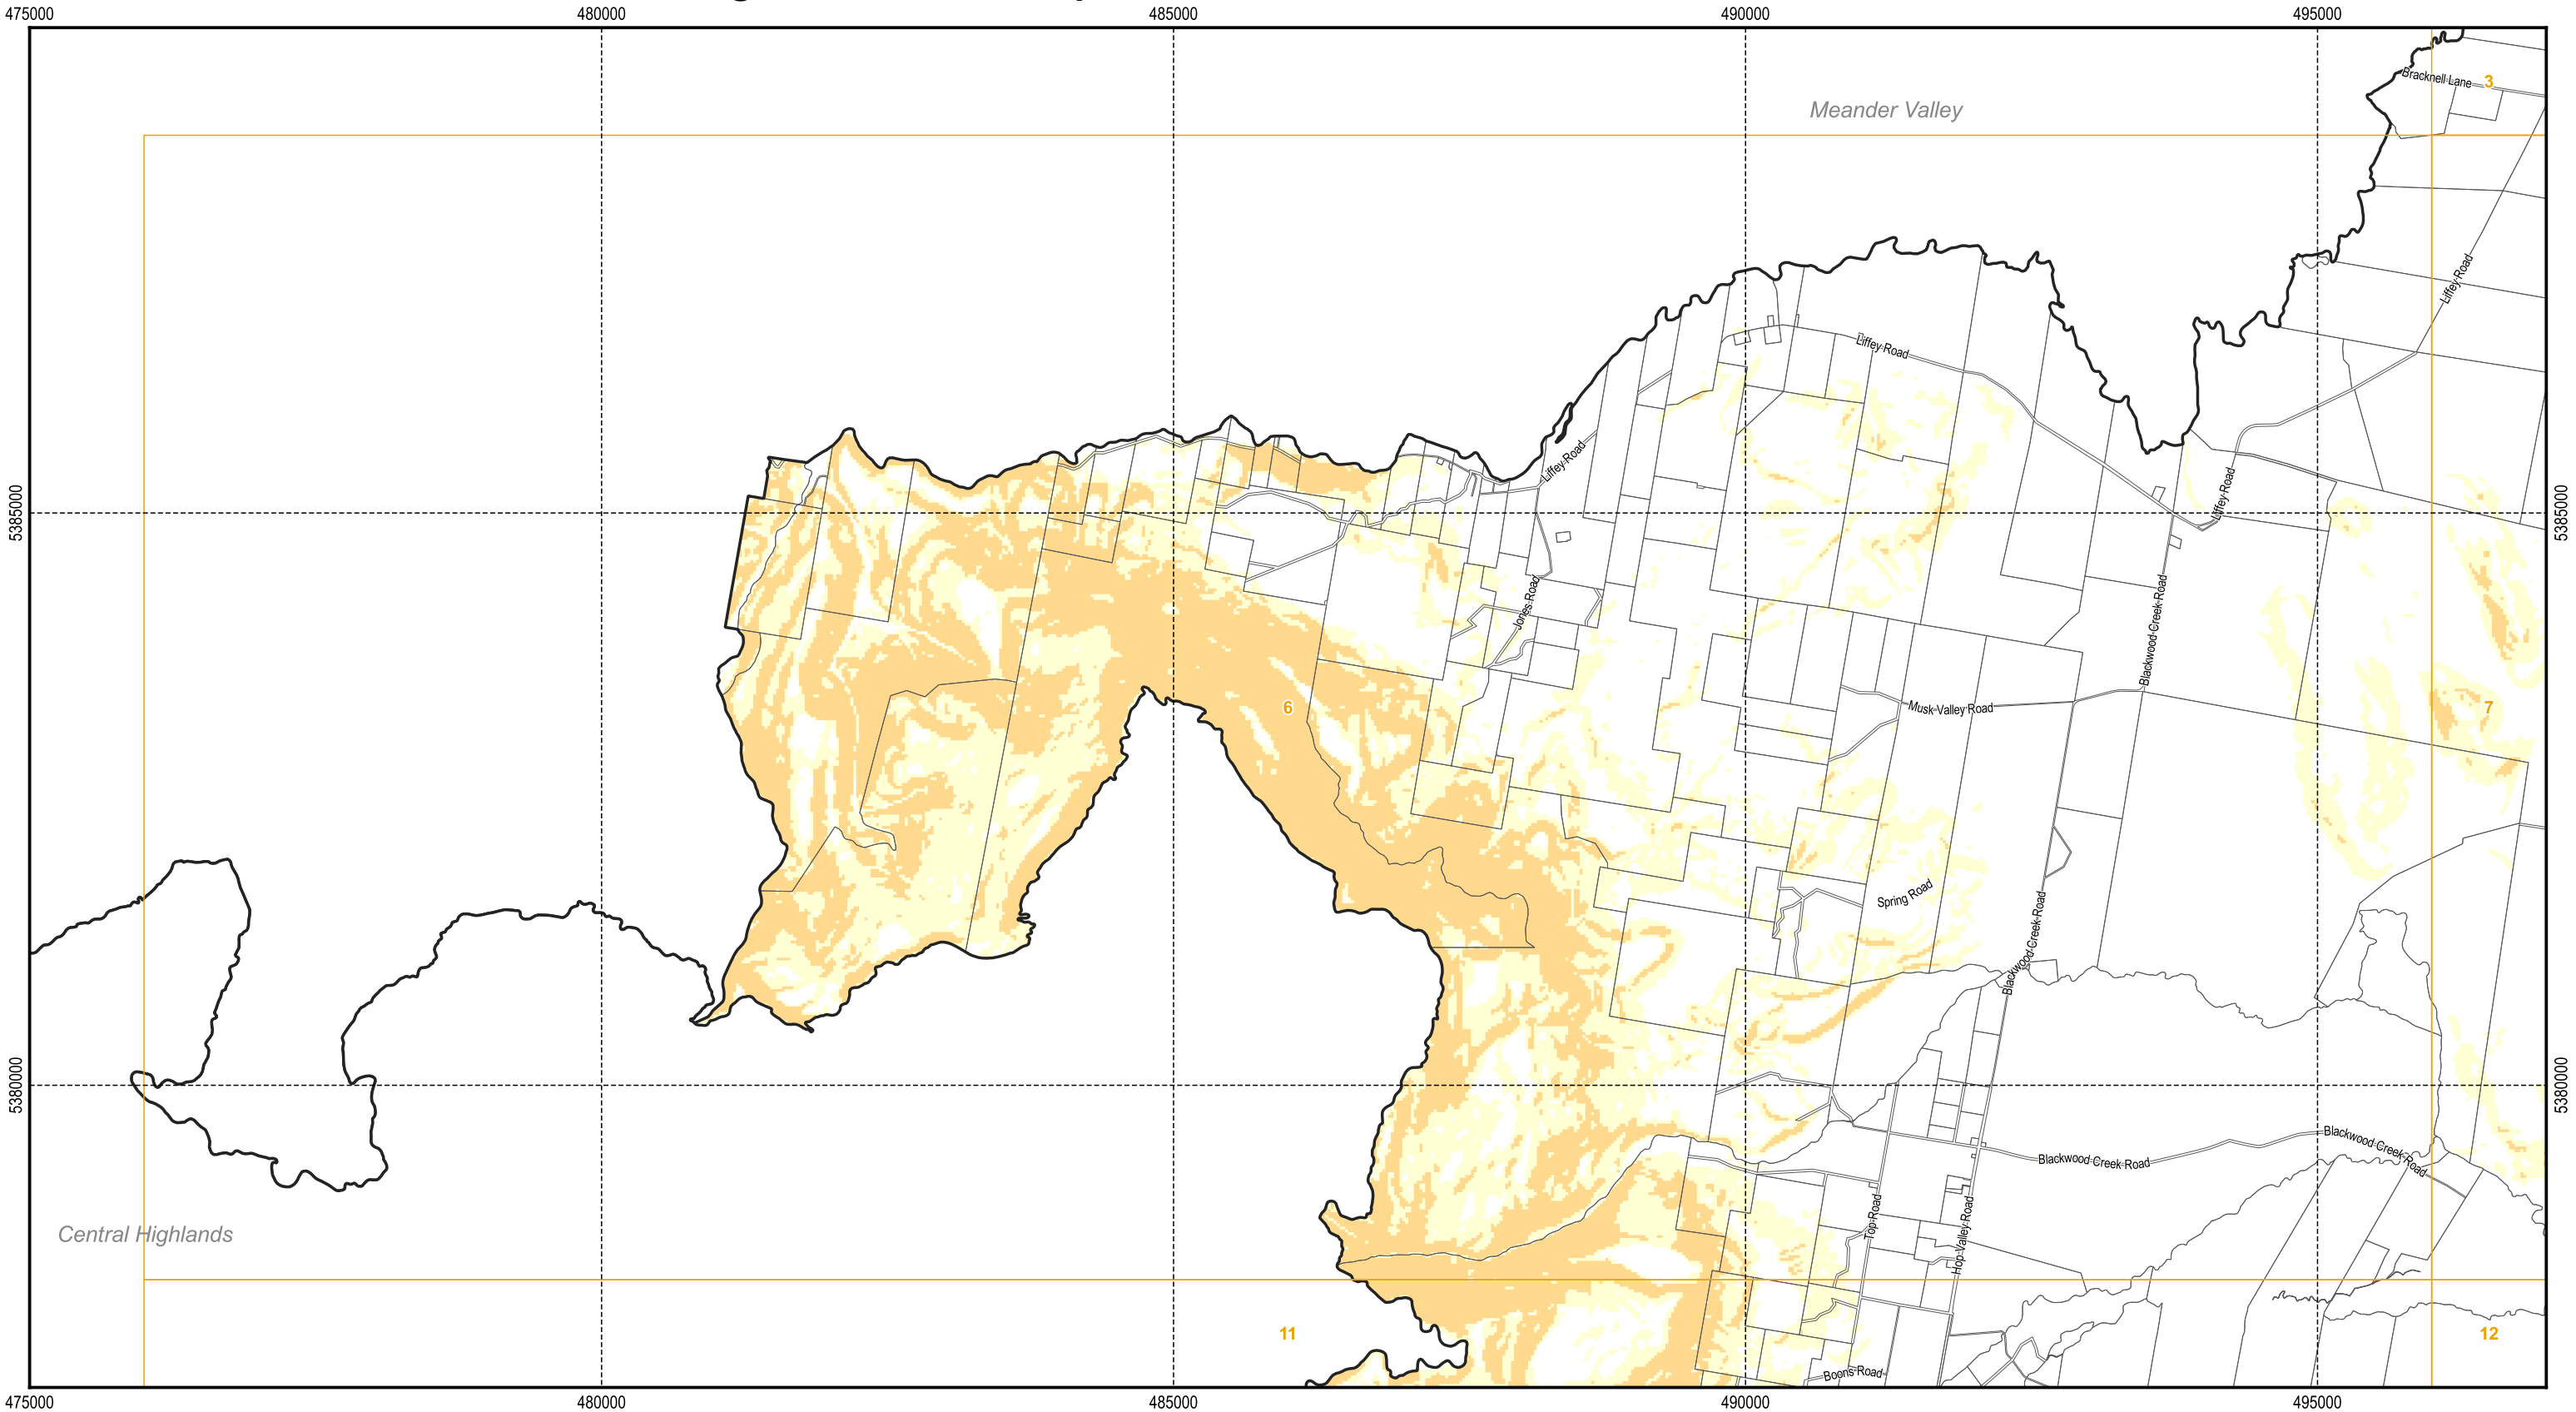 475000
480000
485000
490000
495000
Bracknell Lane
3
Meander Valley
Liffey Road
Liffey Road
Liffey Road
Liffey Road
5385000
5385000
Jones Road
Blackwood Creek Road
6
Musk Valley Road
7
Spring Road
Blackwood Creek Road
5380000
5380000
Blackwood Creek Road
Blackwood Creek Road
Top Road
Hop Valley Road
Central Highlands
11
12
Boons Road
475000
480000
485000
490000
495000